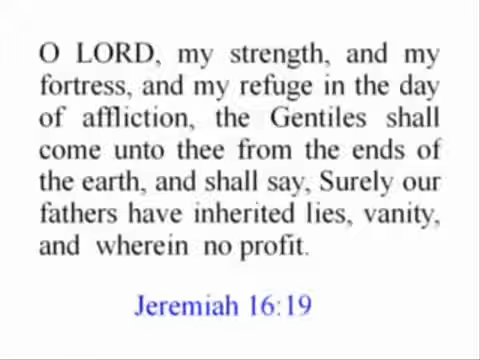 O LORD, my strength, and my
fortress, and my refuge in the day
of affliction, the Gentiles shall
come unto thee from the ends of
the earth, and shall say, Surely our
fathers have inherited lies, vanity,
and wherein no profit.
Jeremiah 16:19